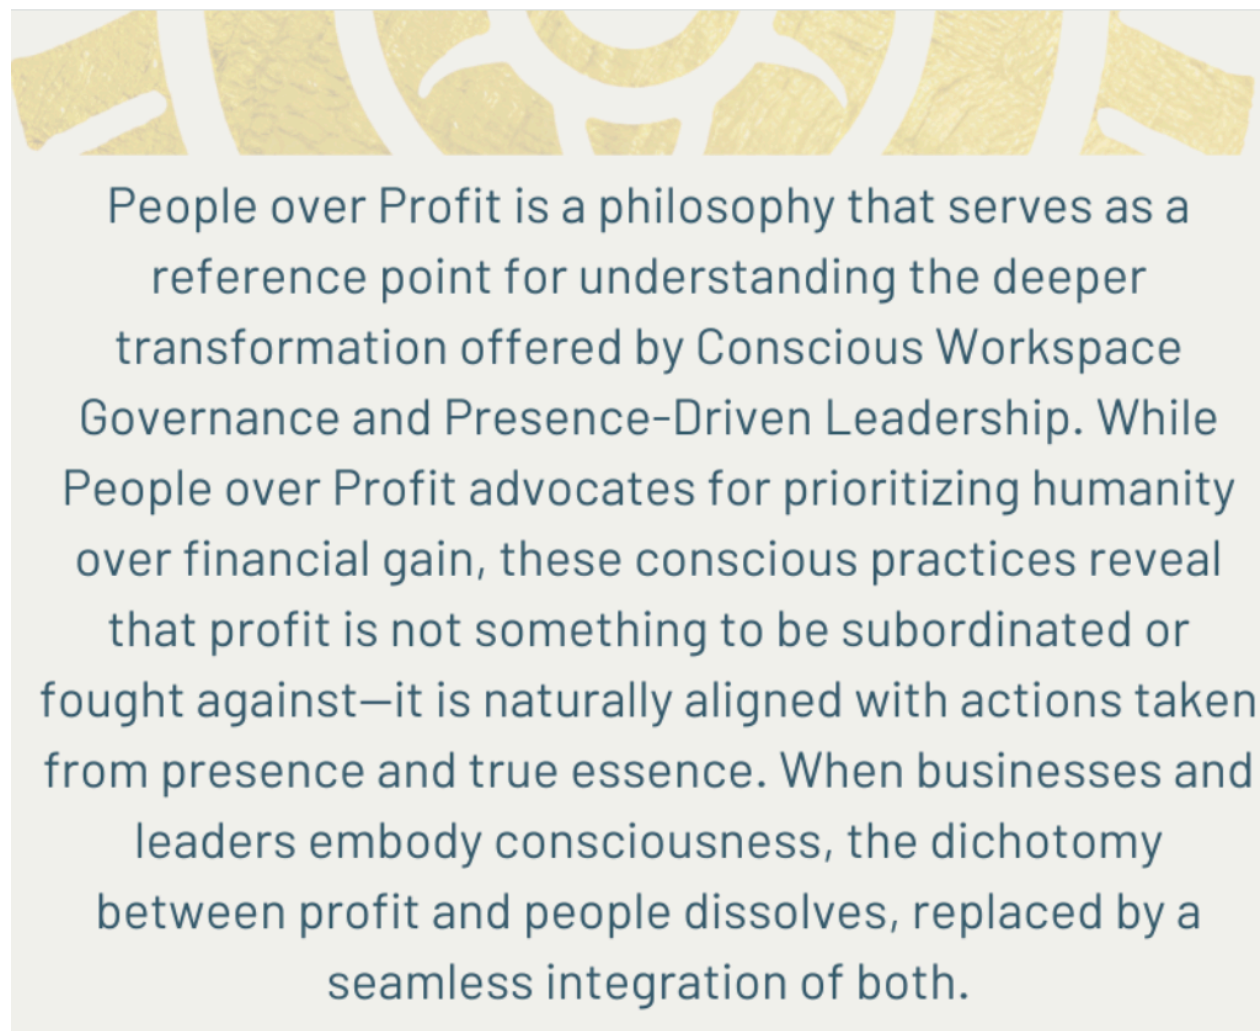 People over Profit is a philosophy that serves as a
reference point for understanding the deeper
transformation offered by Conscious Workspace
Governance and Presence-Driven Leadership. While
People over Profit advocates for prioritizing humanity
over financial gain, these conscious practices reveal
that profit is not something to be subordinated or
fought against—it is naturally aligned with actions taken
from presence and true essence. When businesses and
leaders embody consciousness, the dichotomy
between profit and people dissolves, replaced by a
seamless integration of both.